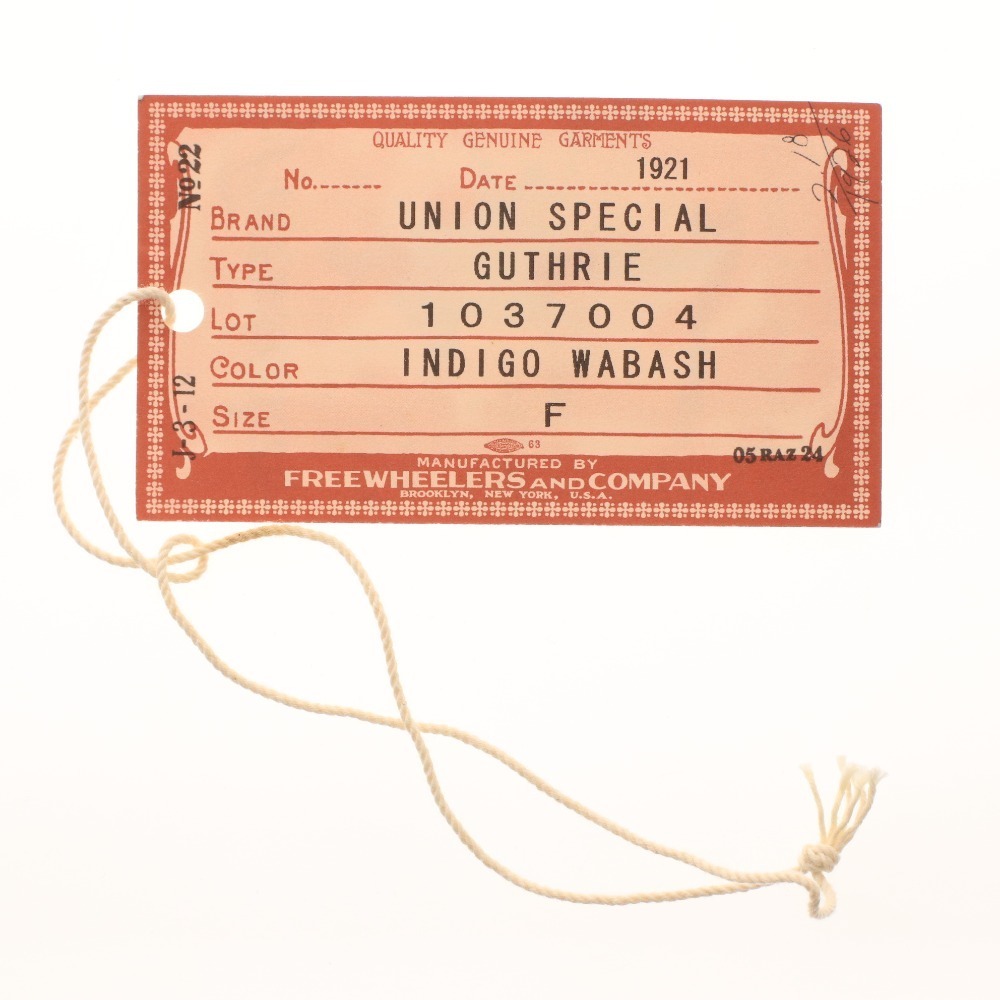 QUALITY GENUINE GARMENTS
No....... DATE 1921
No 22
BRAND UNION SPECIAL
TYPE GUTHRIE
LOT 1037004
COLOR INDIGO WABASH
J-3-12
SIZE F
63
05 RAZ 24
MANUFACTURED BY
FREEWHEELERS AND COMPANY
BROOKLYN, NEW YORK, U.S.A.